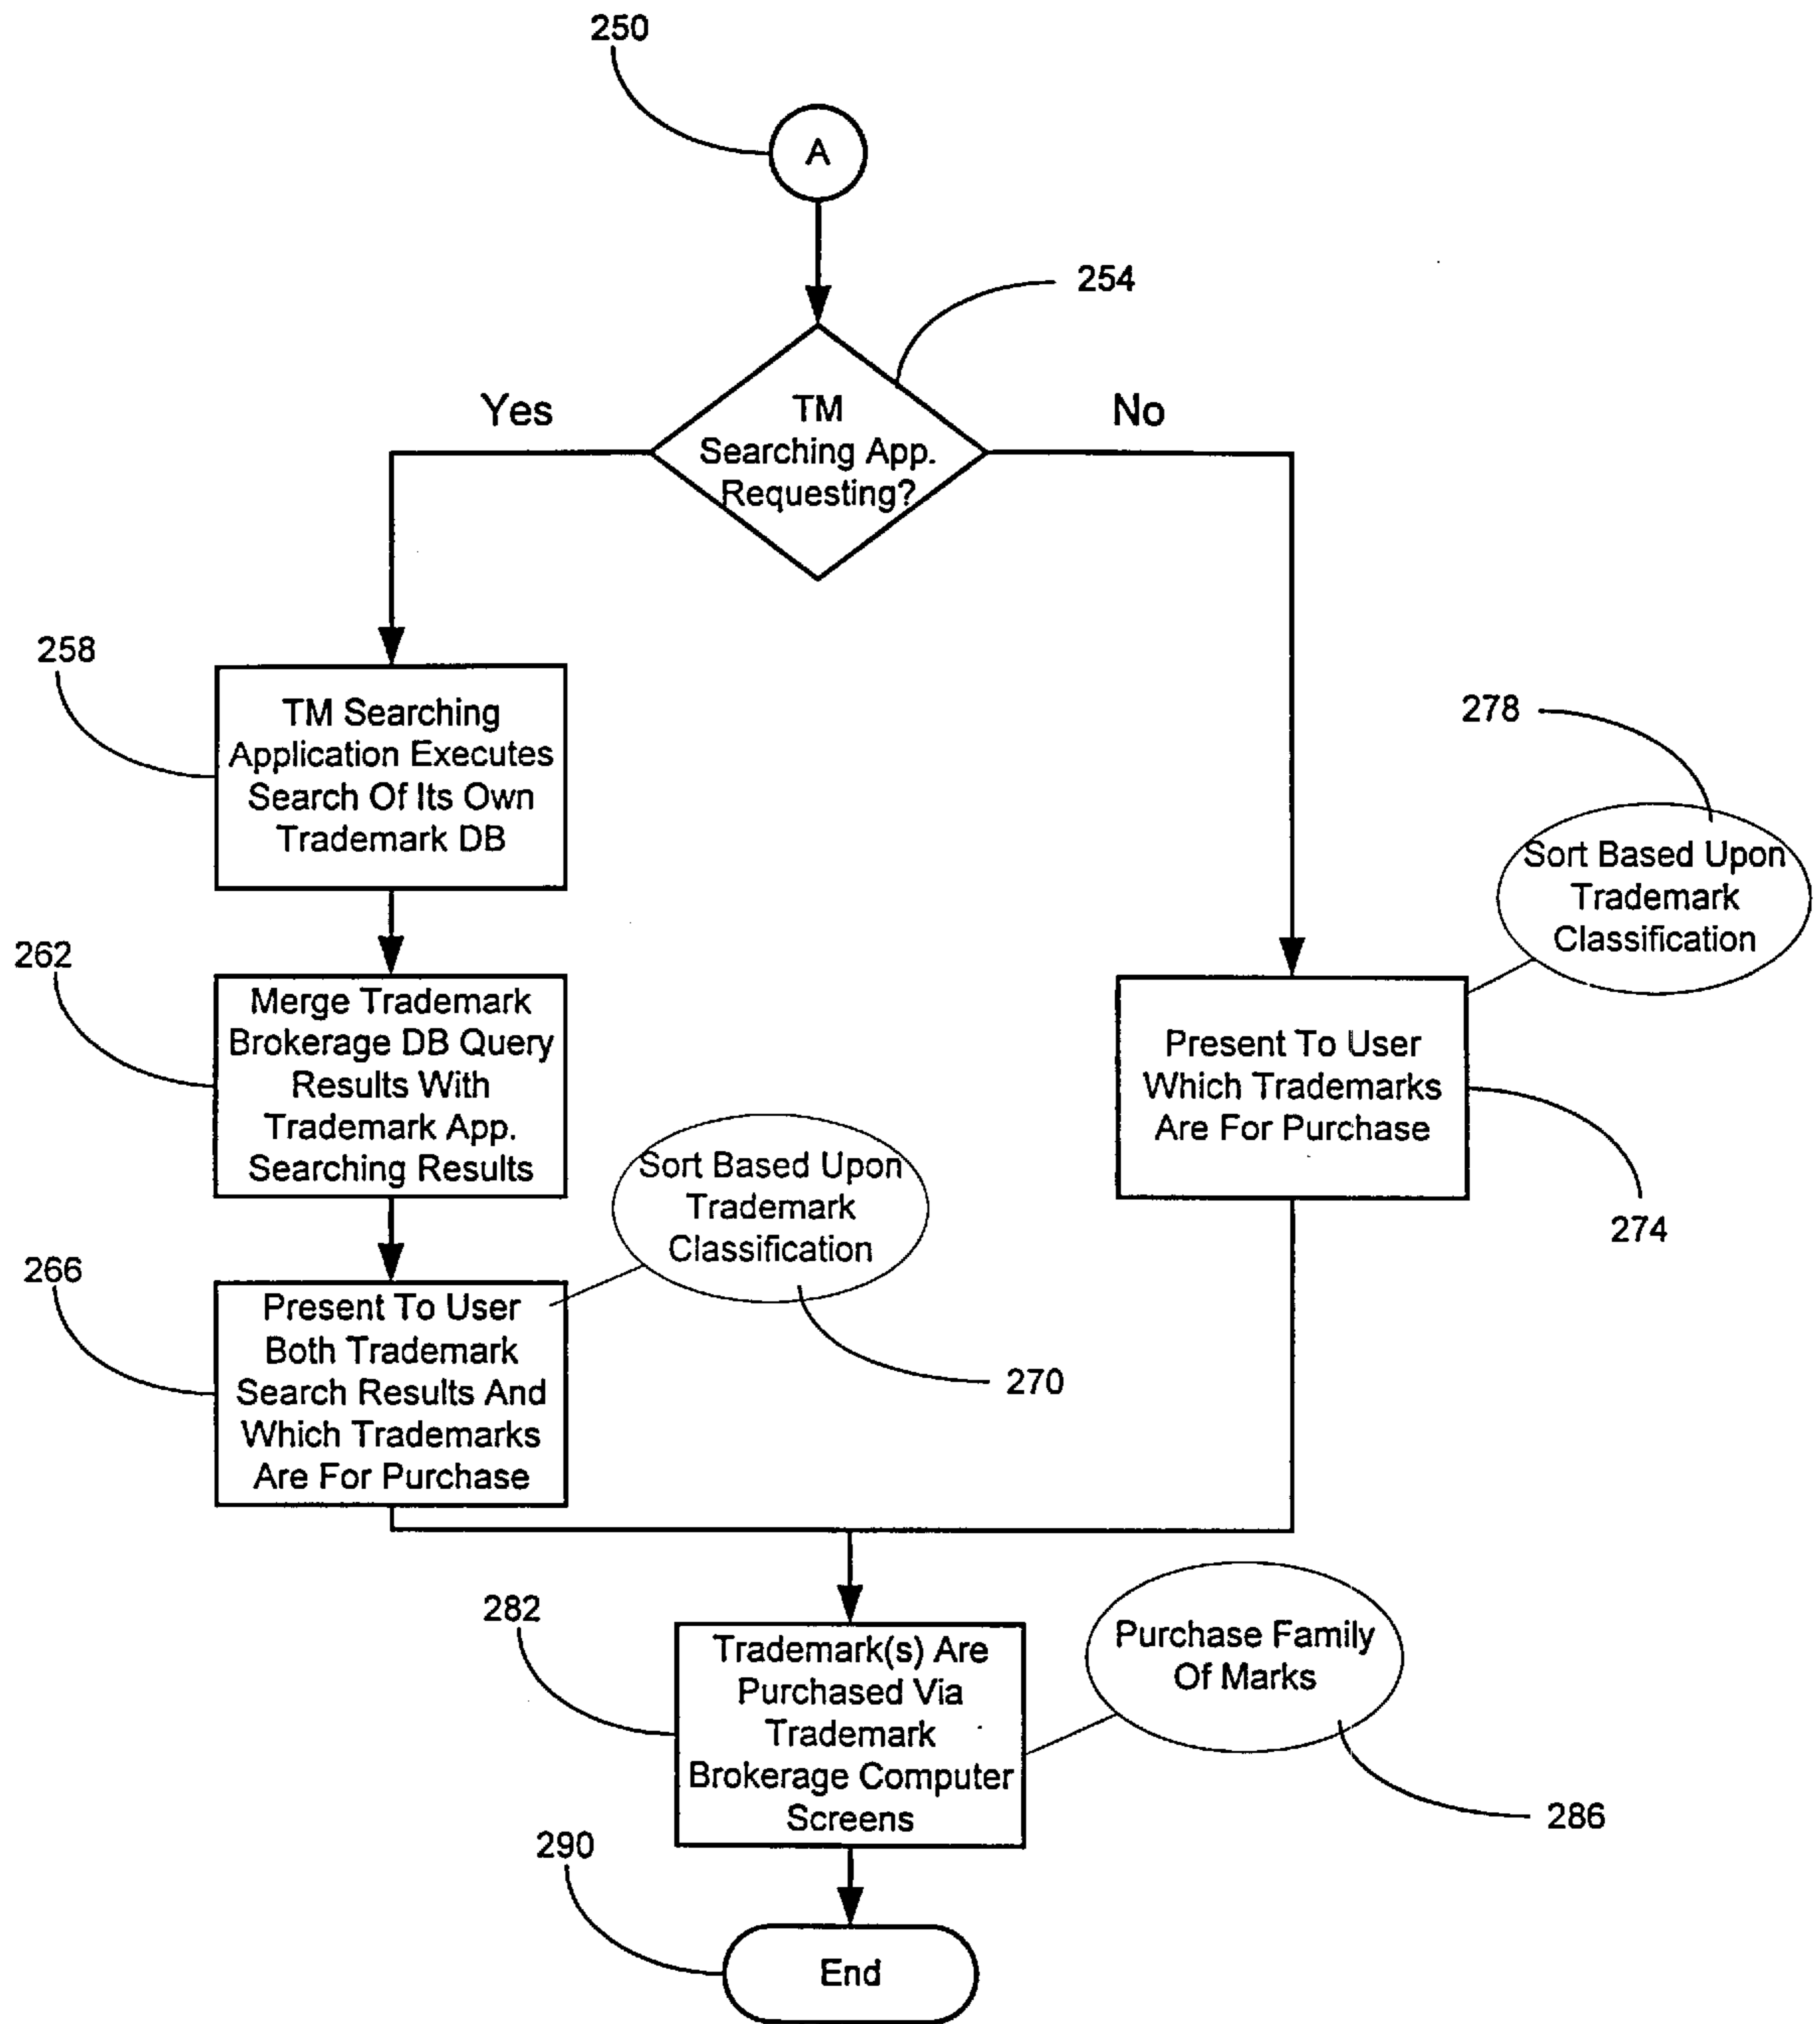 250
A
254
Yes
No
TM
Searching App.
Requesting?
258
TM Searching
Application Executes
Search Of Its Own
Trademark DB
278
Sort Based Upon
Trademark
Classification
262
Merge Trademark
Brokerage DB Query
Results With
Trademark App.
Searching Results
Present To User
Which Trademarks
Are For Purchase
274
Sort Based Upon
Trademark
Classification
270
266
Present To User
Both Trademark
Search Results And
Which Trademarks
Are For Purchase
282
Trademark(s) Are
Purchased Via
Trademark
Brokerage Computer
Screens
Purchase Family
Of Marks
286
290
End